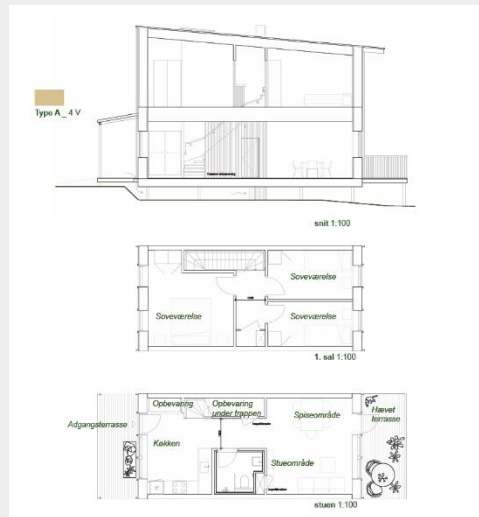 Type A _ 4 V
snit 1:100
Soveværelse
Soveværelse
Soveværelse
1. sal 1:100
Opbevaring
Opbevaring
under trappen
Spiseområde
Hævet
terrasse
Adgangsterrasse
Køkken
Stueområde
stuen 1:100